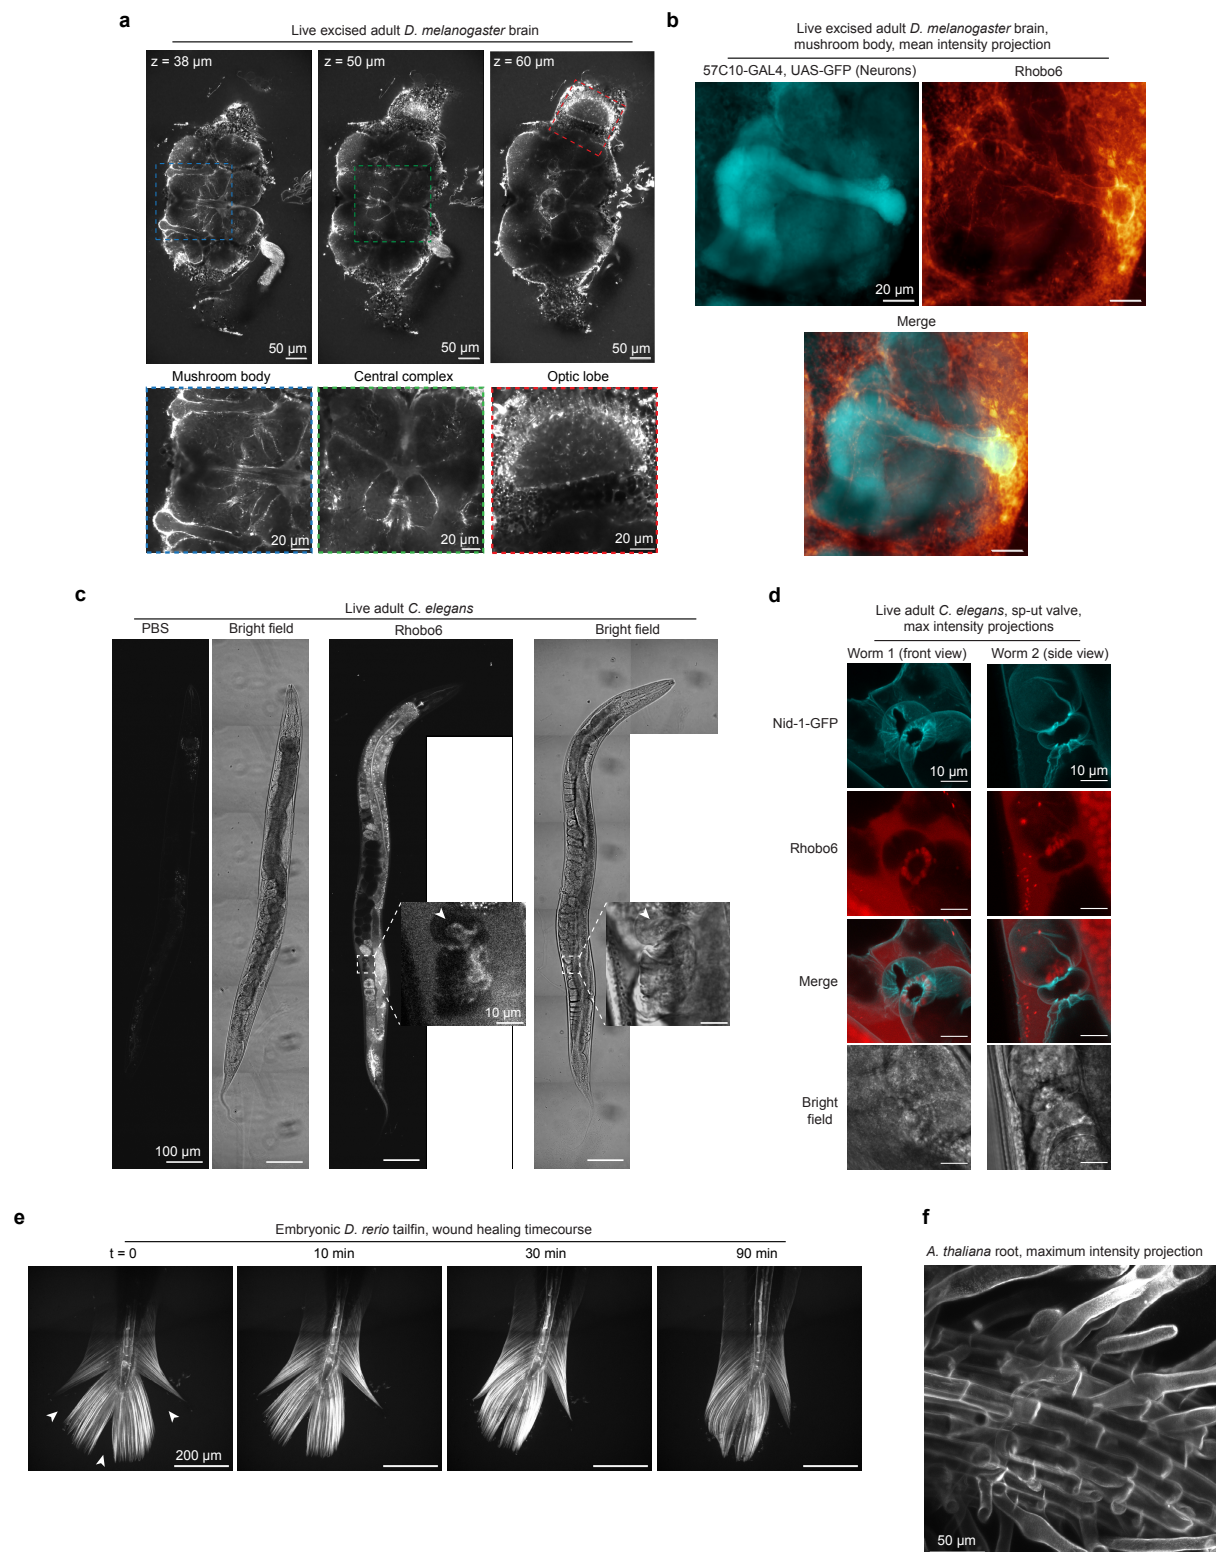 a
Live excised adult D. melanogaster brain
z = 38 µm
z = 50 µm
z = 60 µm
50 µm
50 µm
50 µm
Mushroom body
Central complex
Optic lobe
20 µm
20 µm
20 µm
b
Live excised adult D. melanogaster brain,
mushroom body, mean intensity projection
57C10-GAL4, UAS-GFP (Neurons)
Rhobo6
20 µm
Merge
c
Live adult C. elegans
PBS
Bright field
Rhobo6
Bright field
10 µm
100 µm
d
Live adult C. elegans, sp-ut valve,
max intensity projections
Worm 1 (front view)
Worm 2 (side view)
Nid-1-GFP
10 µm
10 µm
Rhobo6
Merge
Bright
field
e
Embryonic D. rerio tailfin, wound healing timecourse
t = 0
10 min
30 min
90 min
200 µm
f
A. thaliana root, maximum intensity projection
50 µm